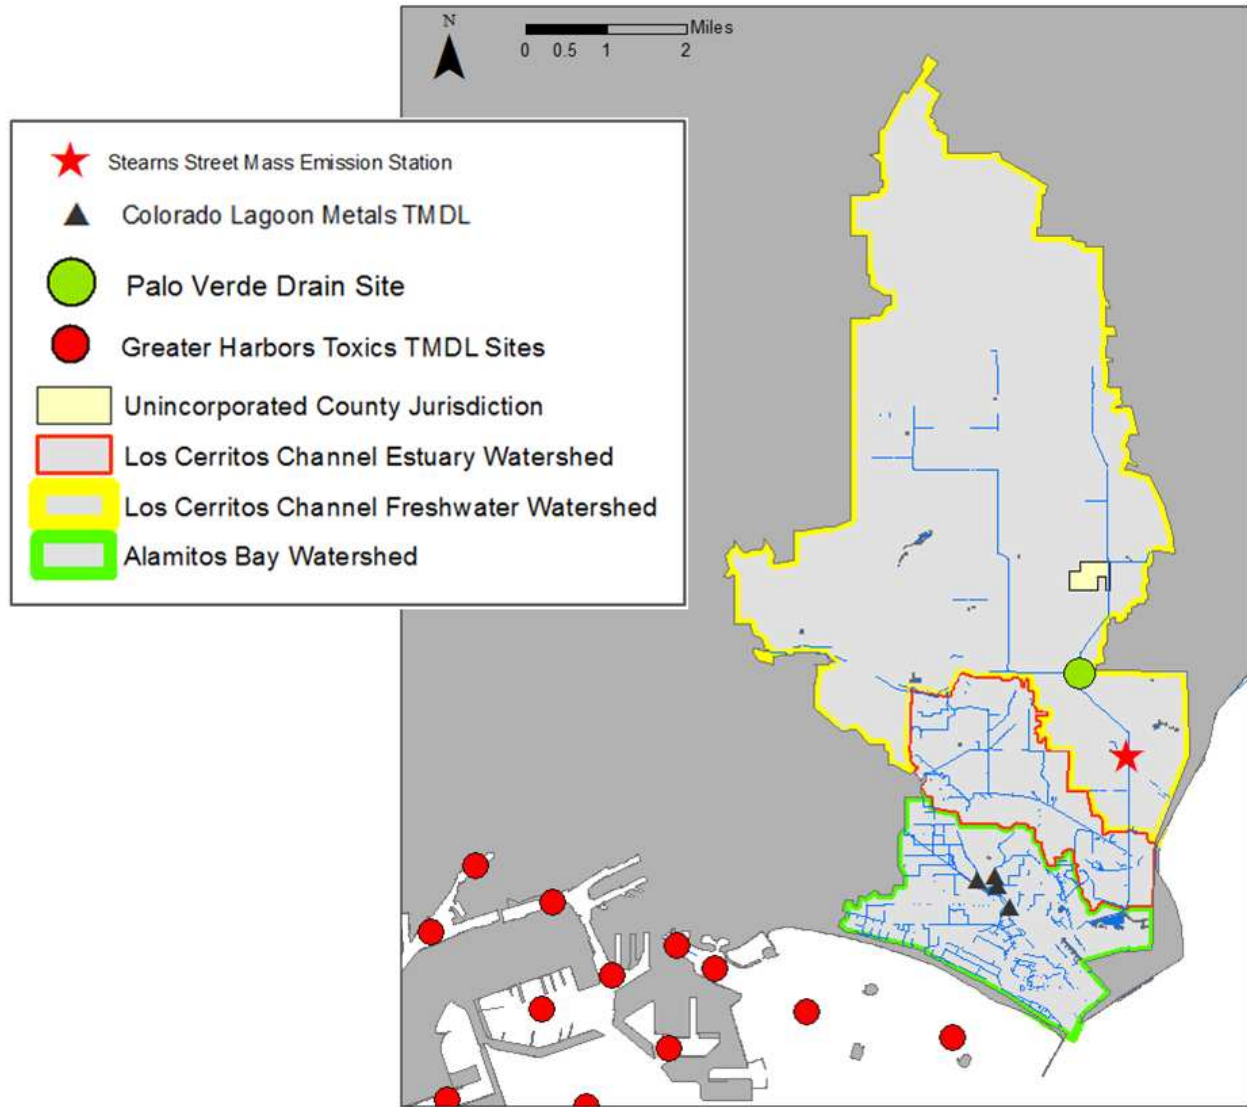 N
Miles
0 0.5 1 2
Stearns Street Mass Emission Station
Colorado Lagoon Metals TMDL
Palo Verde Drain Site
Greater Harbors Toxics TMDL Sites
Unincorporated County Jurisdiction
Los Cerritos Channel Estuary Watershed
Los Cerritos Channel Freshwater Watershed
Alamitos Bay Watershed